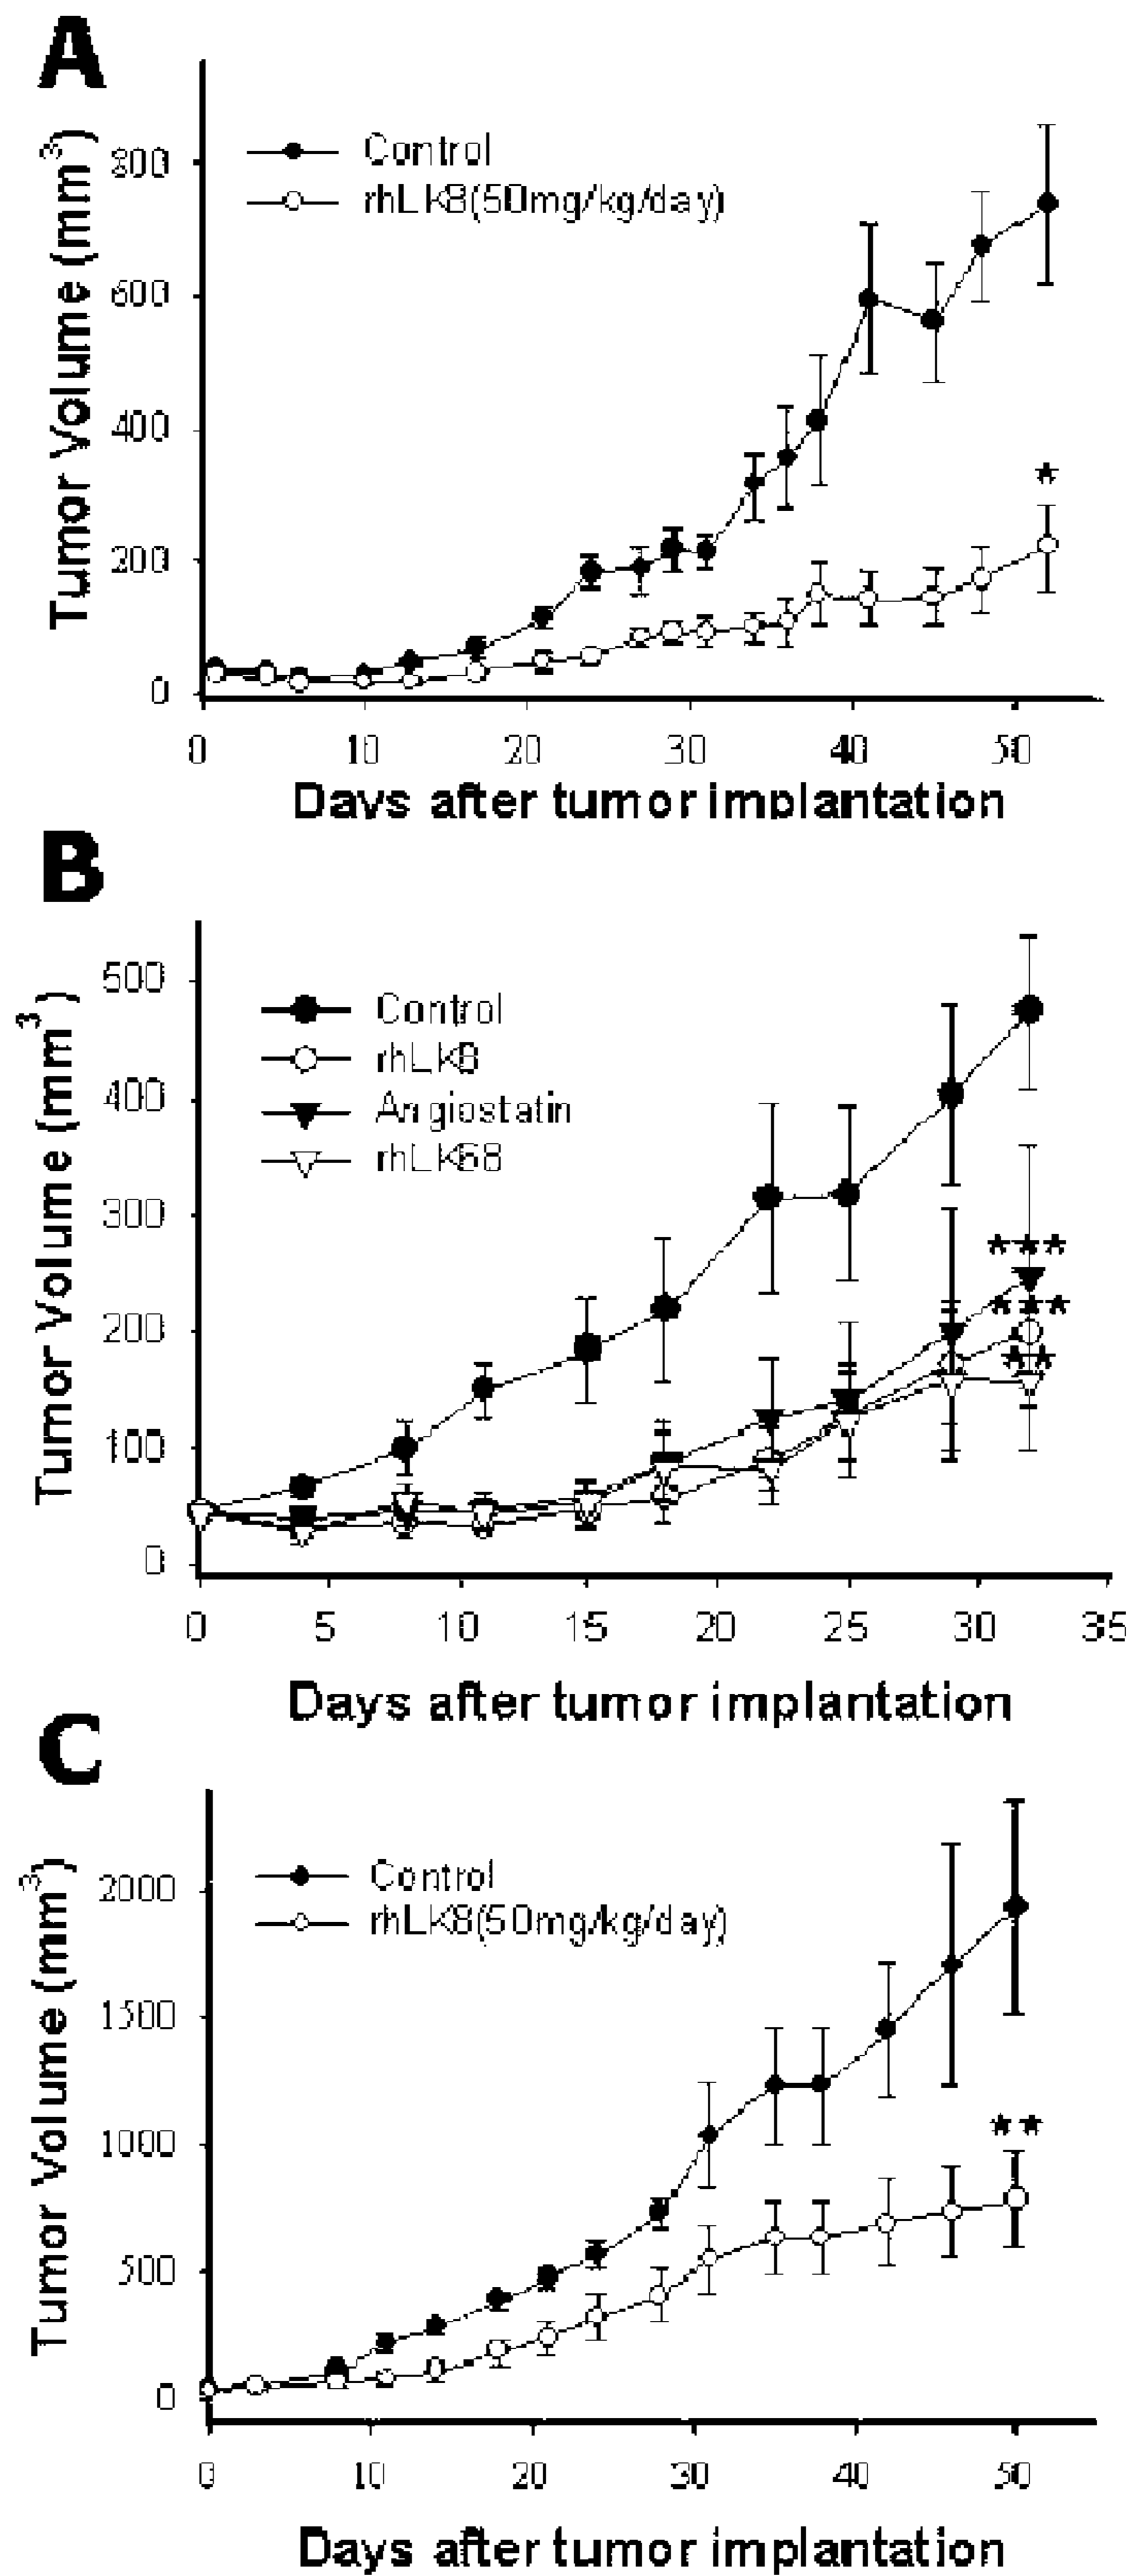 A
Tumor Volume (mm³)
800
600
400
200
0
Control
rhLK8(50mg/kg/day)
*
0 10 20 30 40 50
Days after tumor implantation
B
Tumor Volume (mm³)
500
400
300
200
100
0
Control
rhLK8
Angiostatin
rhLK68
***
***
**
0 5 10 15 20 25 30 35
Days after tumor implantation
C
Tumor Volume (mm³)
2000
1500
1000
500
0
Control
rhLK8(50mg/kg/day)
**
0 10 20 30 40 50
Days after tumor implantation